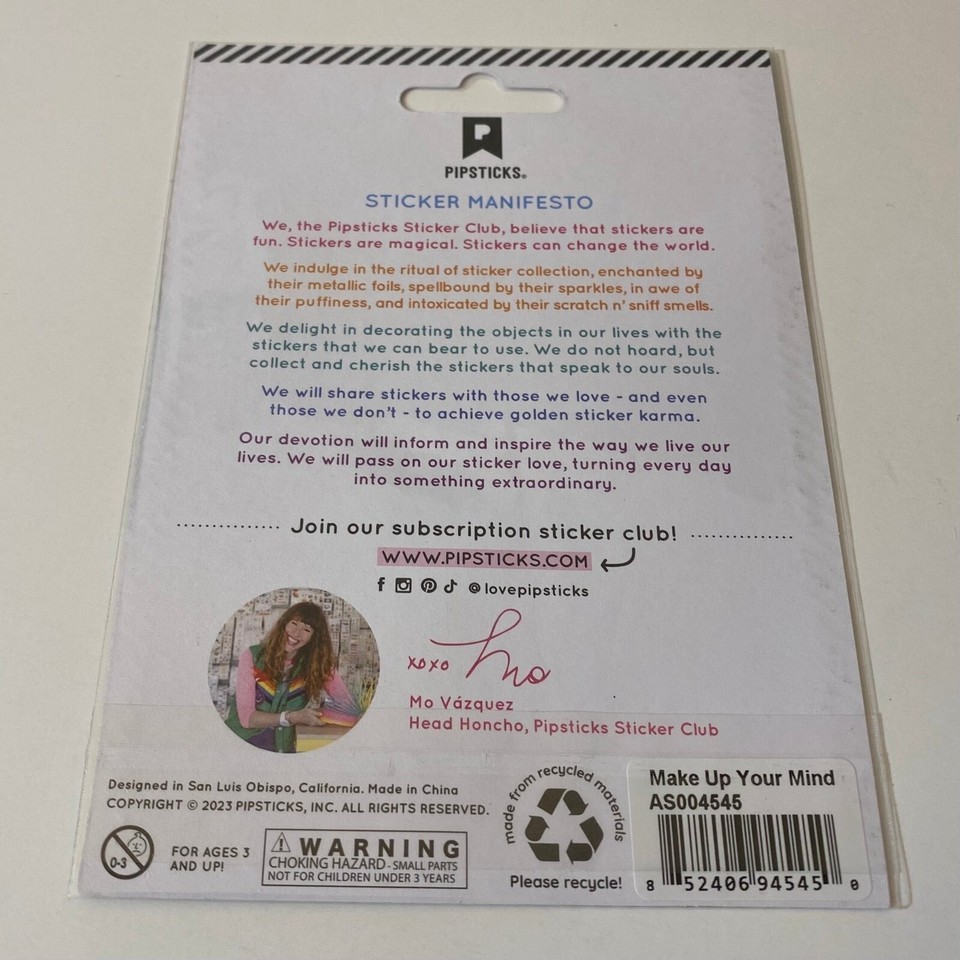 PIPSTICKS®
STICKER MANIFESTO
We, the Pipsticks Sticker Club, believe that stickers are
fun. Stickers are magical. Stickers can change the world.
We indulge in the ritual of sticker collection, enchanted by
their metallic foils, spellbound by their sparkles, in awe of
their puffiness, and intoxicated by their scratch n' sniff smells.
We delight in decorating the objects in our lives with the
stickers that we can bear to use. We do not hoard, but
collect and cherish the stickers that speak to our souls.
We will share stickers with those we love - and even
those we don't - to achieve golden sticker karma.
Our devotion will inform and inspire the way we live our
lives. We will pass on our sticker love, turning every day
into something extraordinary.
Join our subscription sticker club!
WWW.PIPSTICKS.COM
@lovepipsticks
xoxo Mo
Mo Vázquez
Head Honcho, Pipsticks Sticker Club
Designed in San Luis Obispo, California. Made in China
COPYRIGHT © 2023 PIPSTICKS, INC. ALL RIGHTS RESERVED.
0-3
FOR AGES 3
AND UP!
WARNING
CHOKING HAZARD - SMALL PARTS
NOT FOR CHILDREN UNDER 3 YEARS
made from recycled materials
Please recycle!
Make Up Your Mind
AS004545
8 52406 94545 0